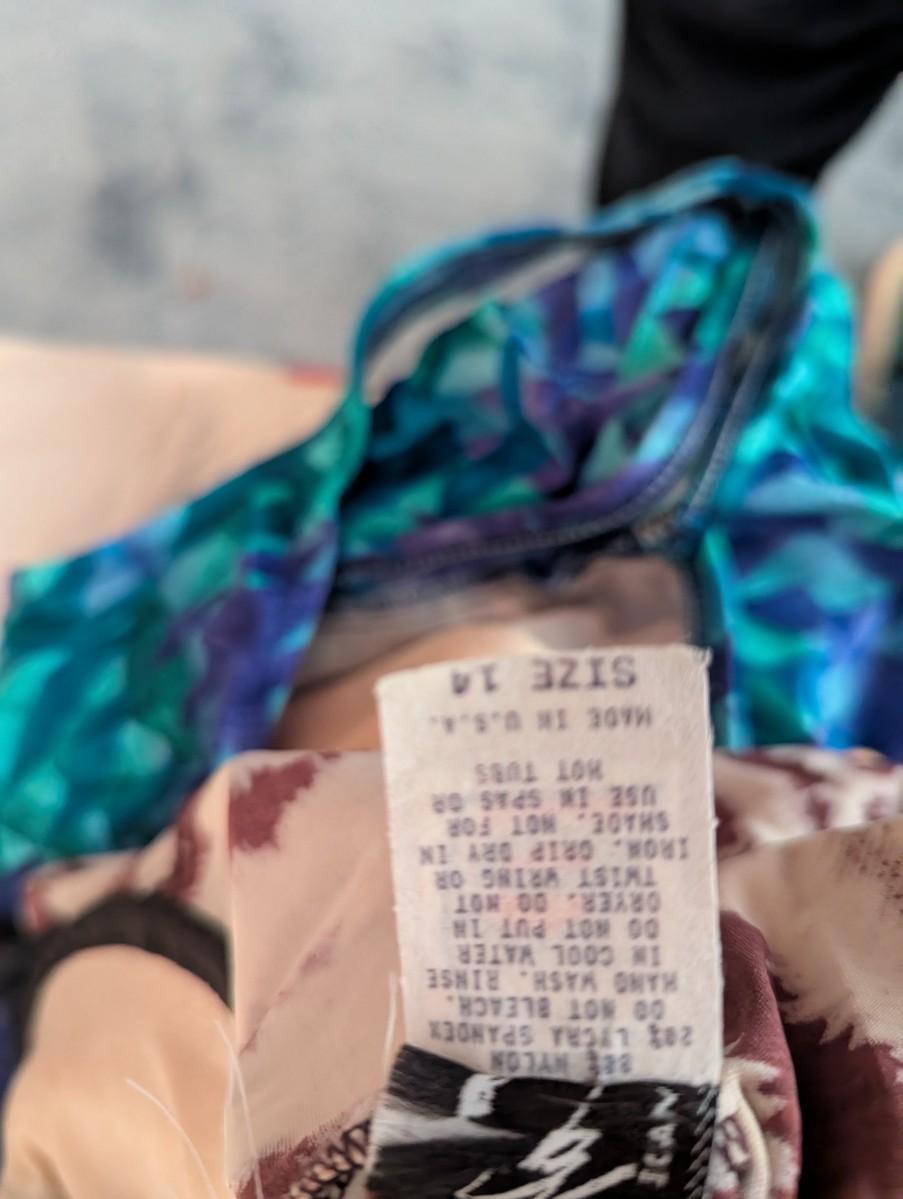 80% NYLON
20% LYCRA SPANDEX
DO NOT BLEACH.
HAND WASH. RINSE
IN COOL WATER
DO NOT PUT IN
DRYER. DO NOT
TWIST WRING OR
IRON. DRIP DRY IN
SHADE. NOT FOR
USE IN SPAS OR
HOT TUBS
MADE IN U.S.A.
SIZE 14